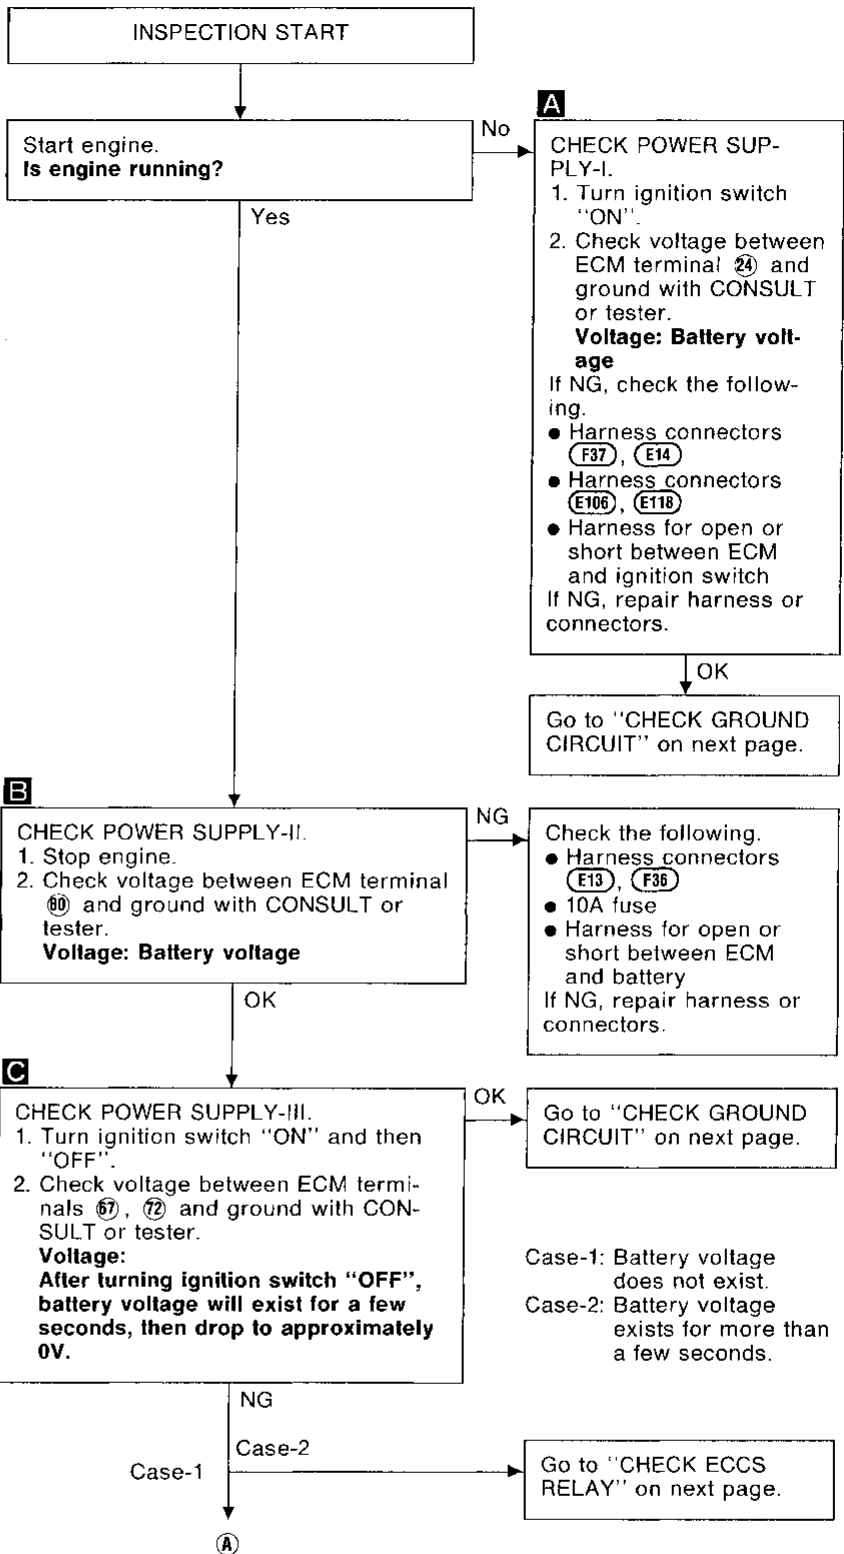 INSPECTION START
Start engine.
Is engine running?
No
Yes
A
CHECK POWER SUP-
PLY-I.
1. Turn ignition switch
"ON".
2. Check voltage between
ECM terminal 24 and
ground with CONSULT
or tester.
Voltage: Battery volt-
age
If NG, check the follow-
ing.
● Harness connectors
F37, E14
● Harness connectors
E106, E118
● Harness for open or
short between ECM
and ignition switch
If NG, repair harness or
connectors.
OK
Go to "CHECK GROUND
CIRCUIT" on next page.
B
CHECK POWER SUPPLY-II.
1. Stop engine.
2. Check voltage between ECM terminal
60 and ground with CONSULT or
tester.
Voltage: Battery voltage
NG
Check the following.
● Harness connectors
E13, F36
● 10A fuse
● Harness for open or
short between ECM
and battery
If NG, repair harness or
connectors.
OK
C
CHECK POWER SUPPLY-III.
1. Turn ignition switch "ON" and then
"OFF".
2. Check voltage between ECM termi-
nals 67, 72 and ground with CON-
SULT or tester.
Voltage:
After turning ignition switch "OFF",
battery voltage will exist for a few
seconds, then drop to approximately
0V.
OK
Go to "CHECK GROUND
CIRCUIT" on next page.
Case-1: Battery voltage
does not exist.
Case-2: Battery voltage
exists for more than
a few seconds.
NG
Case-2
Case-1
Go to "CHECK ECCS
RELAY" on next page.
A